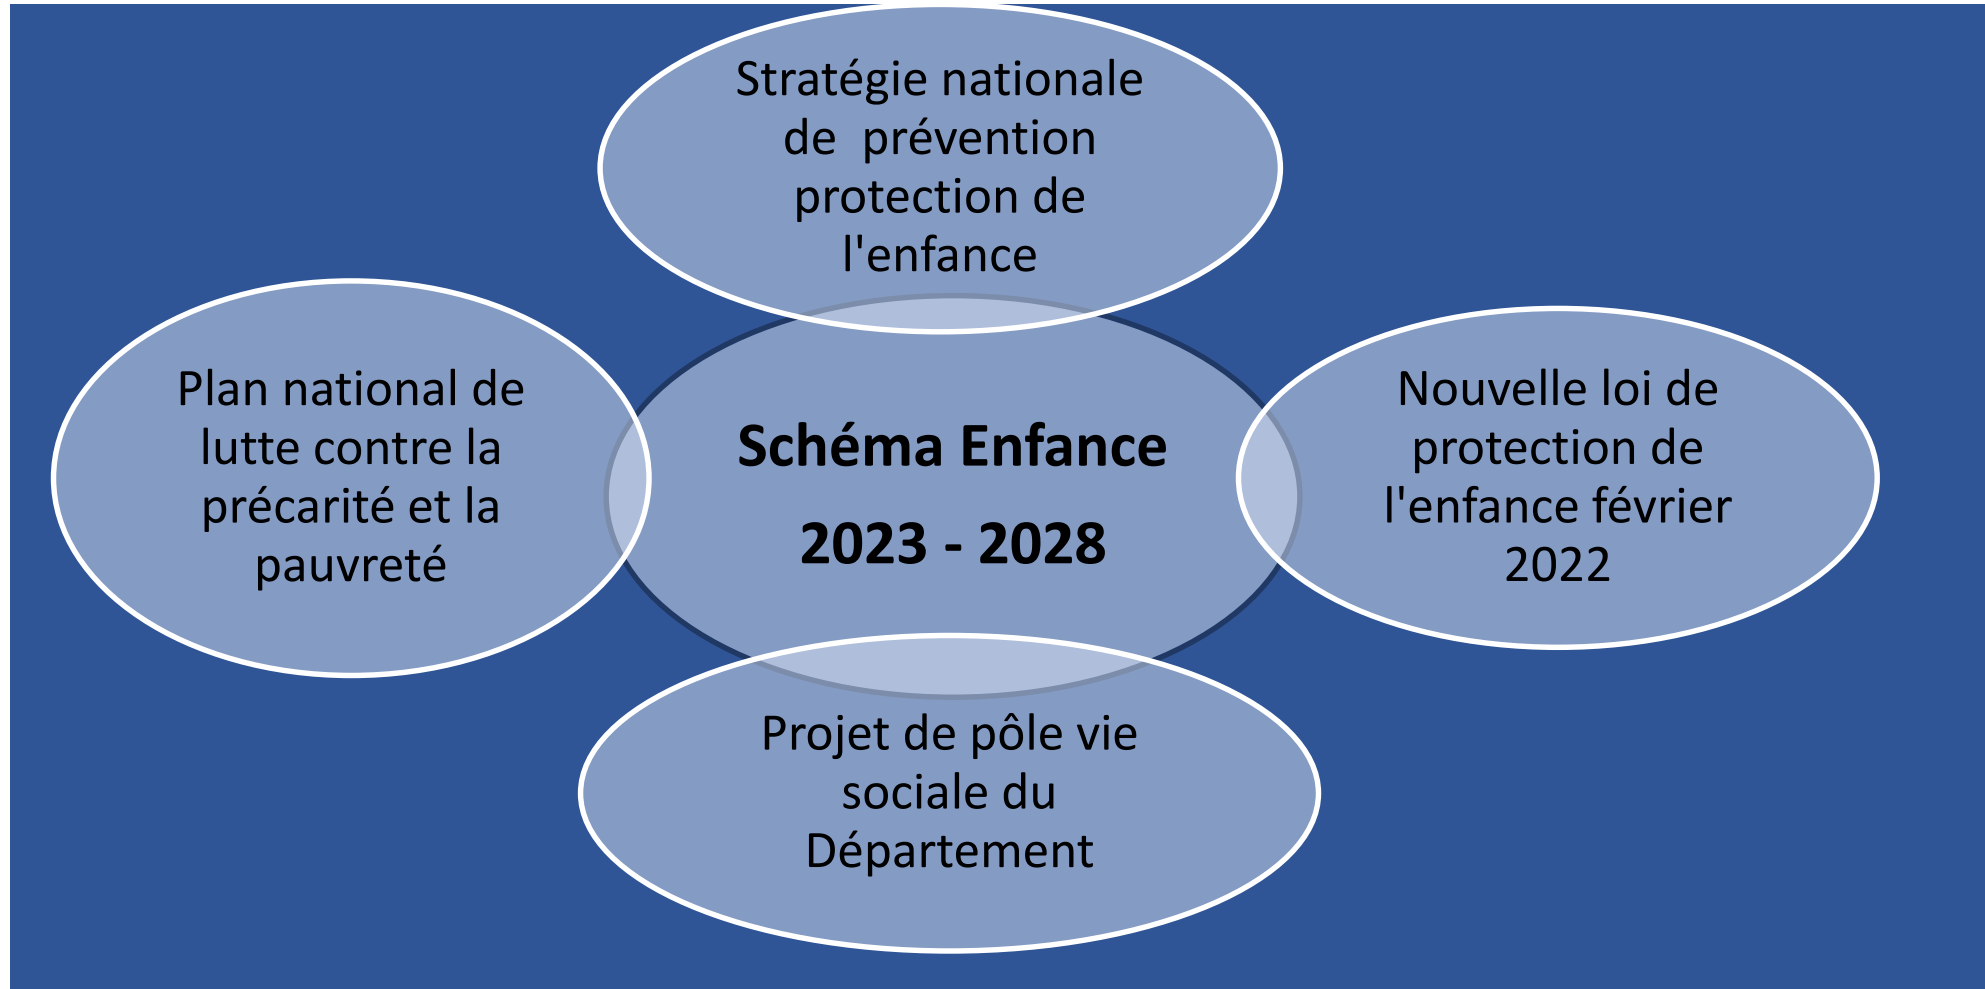 Stratégie nationale
de  prévention
protection de
l'enfance
Plan national de
lutte contre la
précarité et la
pauvreté
Schéma Enfance
2023 - 2028
Nouvelle loi de
protection de
l'enfance février
2022
Projet de pôle vie
sociale du
Département